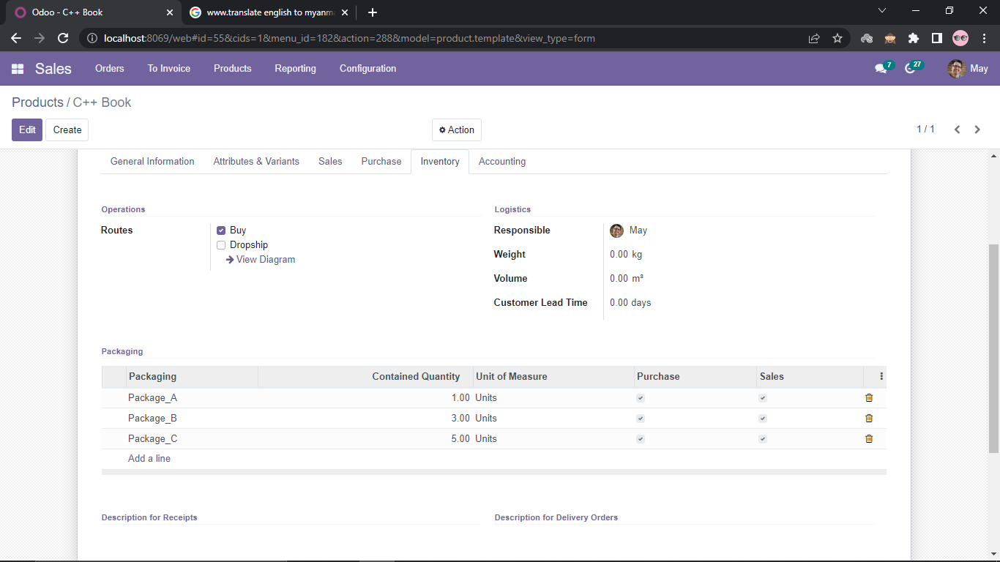 Odoo - C++ Book
www.translate english to myanm
localhost:8069/web#id=55&cids=1&menu_id=182&action=288&model=product.template&view_type=form
Sales Orders To Invoice Products Reporting Configuration 7 27 May
Products / C++ Book
Edit Create Action 1 / 1
General Information Attributes & Variants Sales Purchase Inventory Accounting
Operations Logistics
Routes Buy Responsible May
Dropship
View Diagram
Weight 0.00 kg
Volume 0.00 m³
Customer Lead Time 0.00 days
Packaging
Packaging Contained Quantity Unit of Measure Purchase Sales
Package_A 1.00 Units
Package_B 3.00 Units
Package_C 5.00 Units
Add a line
Description for Receipts Description for Delivery Orders